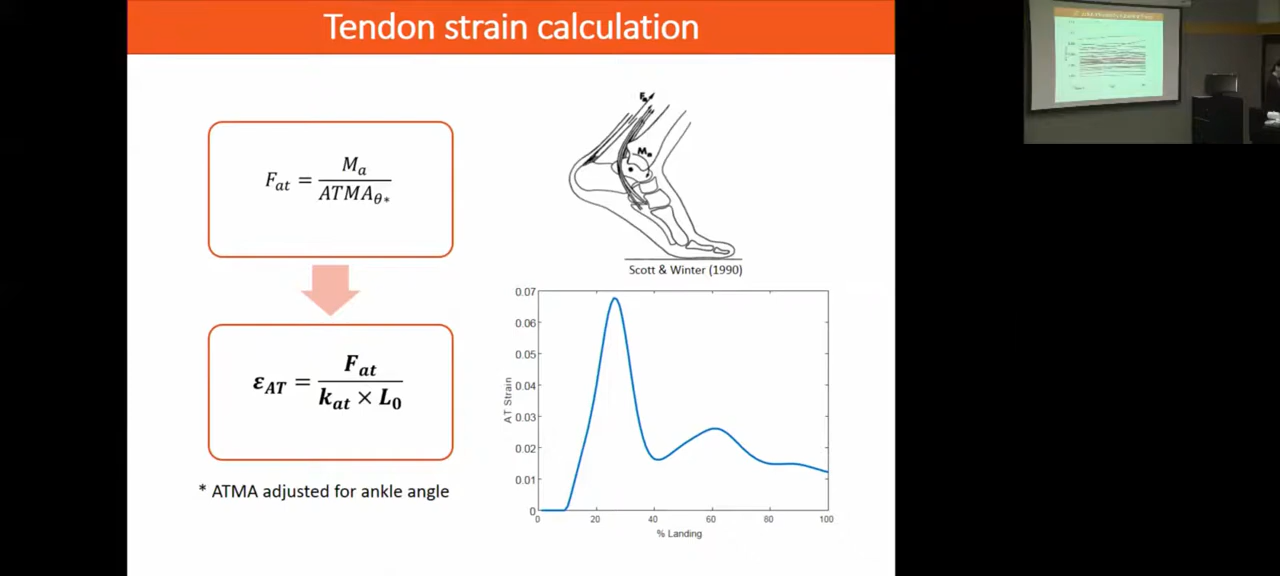 Tendon strain calculation
F_at = M_a / ATMA_θ*
ε_AT = F_at / (k_at × L_0)
* ATMA adjusted for ankle angle
F_a
M_a
Scott & Winter (1990)
AT Strain
0.07
0.06
0.05
0.04
0.03
0.02
0.01
0
0 20 40 60 80 100
% Landing